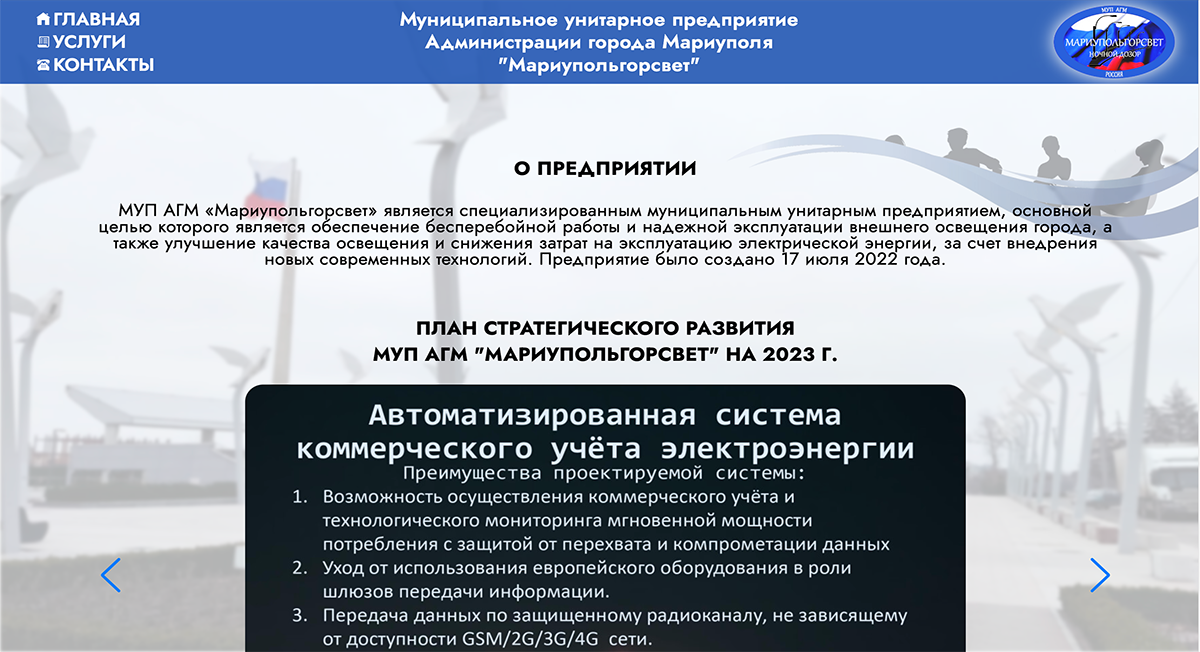 ГЛАВНАЯ
УСЛУГИ
КОНТАКТЫ
Муниципальное унитарное предприятие
Администрации города Мариуполя
"Мариупольгорсвет"
МУП АГМ
МАРИУПОЛЬГОРСВЕТ
НОЧНОЙ ДОЗОР
РОССИЯ
О ПРЕДПРИЯТИИ
МУП АГМ «Мариупольгорсвет» является специализированным муниципальным унитарным предприятием, основной
целью которого является обеспечение бесперебойной работы и надежной эксплуатации внешнего освещения города, а
также улучшение качества освещения и снижения затрат на эксплуатацию электрической энергии, за счет внедрения
новых современных технологий. Предприятие было создано 17 июля 2022 года.
ПЛАН СТРАТЕГИЧЕСКОГО РАЗВИТИЯ
МУП АГМ "МАРИУПОЛЬГОРСВЕТ" НА 2023 Г.
Автоматизированная система
коммерческого учёта электроэнергии
Преимущества проектируемой системы:
1. Возможность осуществления коммерческого учёта и
технологического мониторинга мгновенной мощности
потребления с защитой от перехвата и компрометации данных
2. Уход от использования европейского оборудования в роли
шлюзов передачи информации.
3. Передача данных по защищенному радиоканалу, не зависящему
от доступности GSM/2G/3G/4G сети.